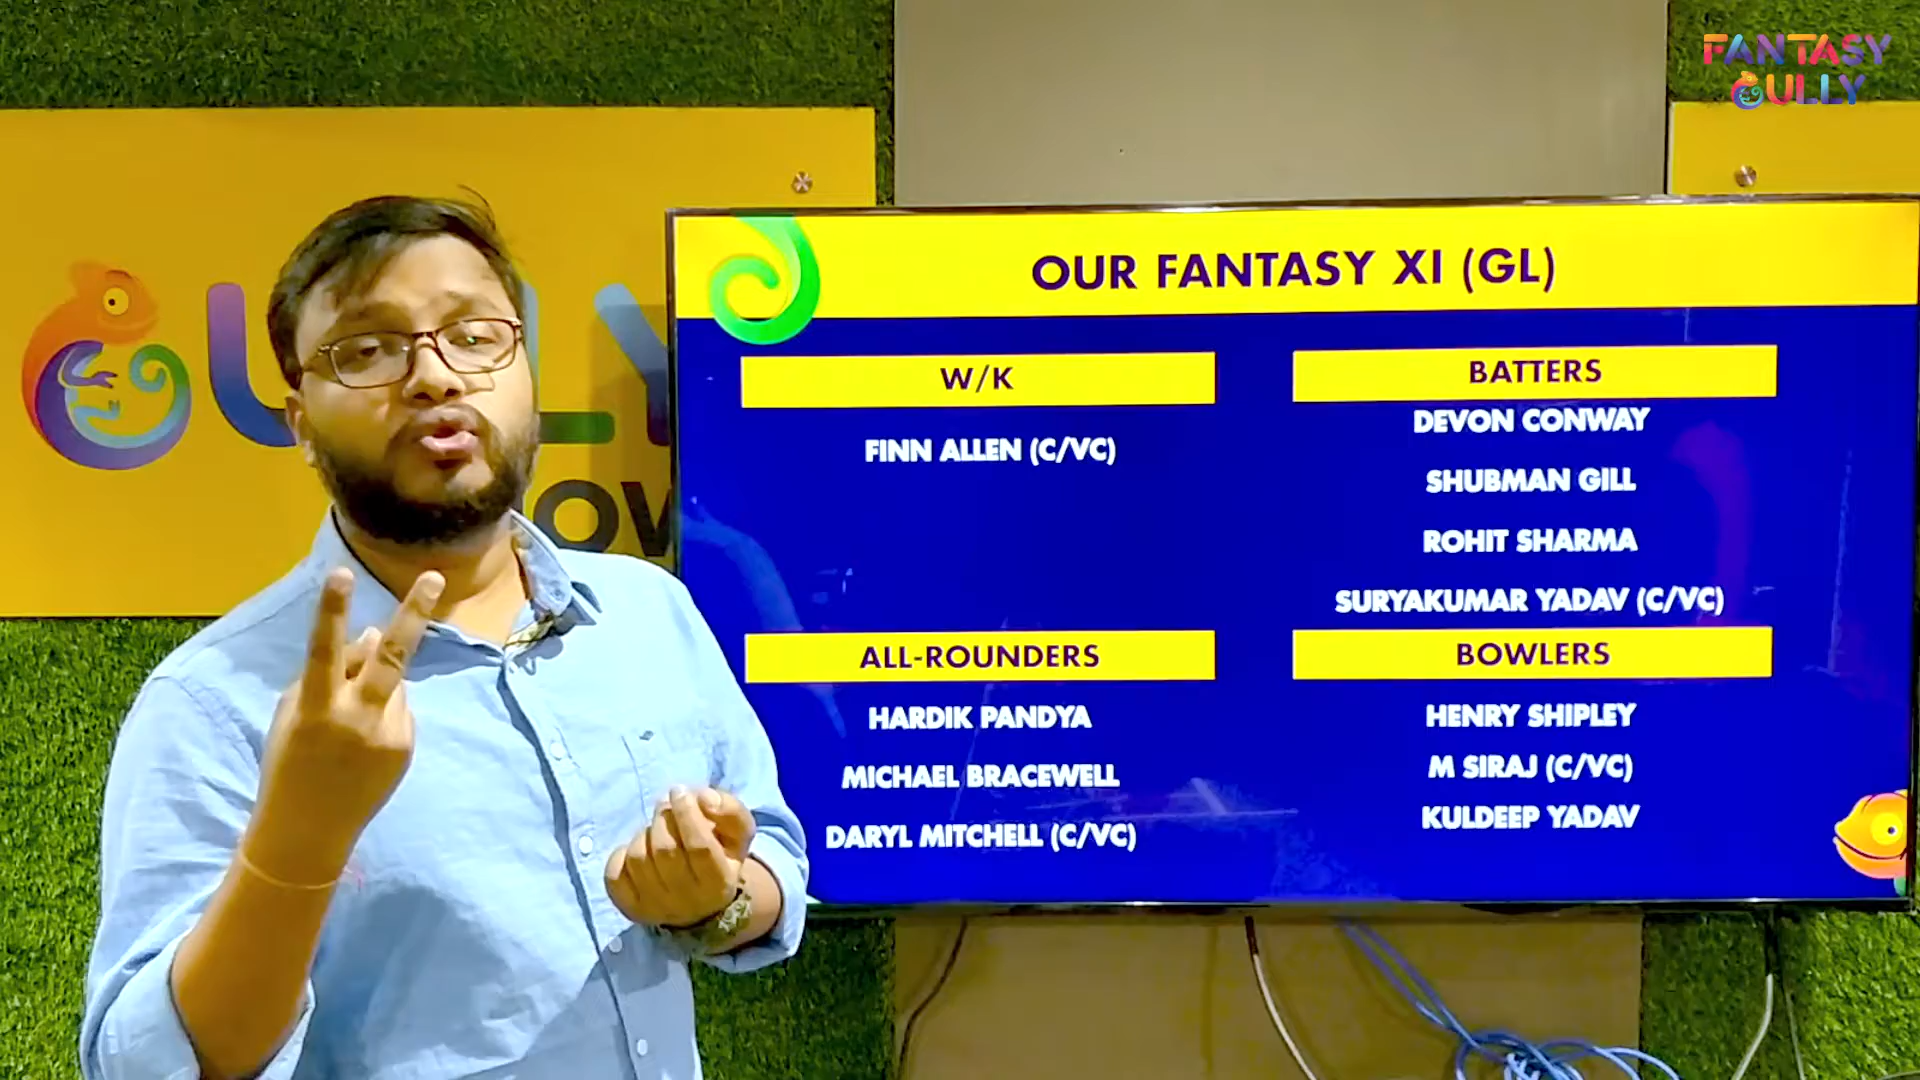 FANTASY
GULLY
OUR FANTASY XI (GL)
W/K
FINN ALLEN (C/VC)
BATTERS
DEVON CONWAY
SHUBMAN GILL
ROHIT SHARMA
SURYAKUMAR YADAV (C/VC)
ALL-ROUNDERS
HARDIK PANDYA
MICHAEL BRACEWELL
DARYL MITCHELL (C/VC)
BOWLERS
HENRY SHIPLEY
M SIRAJ (C/VC)
KULDEEP YADAV